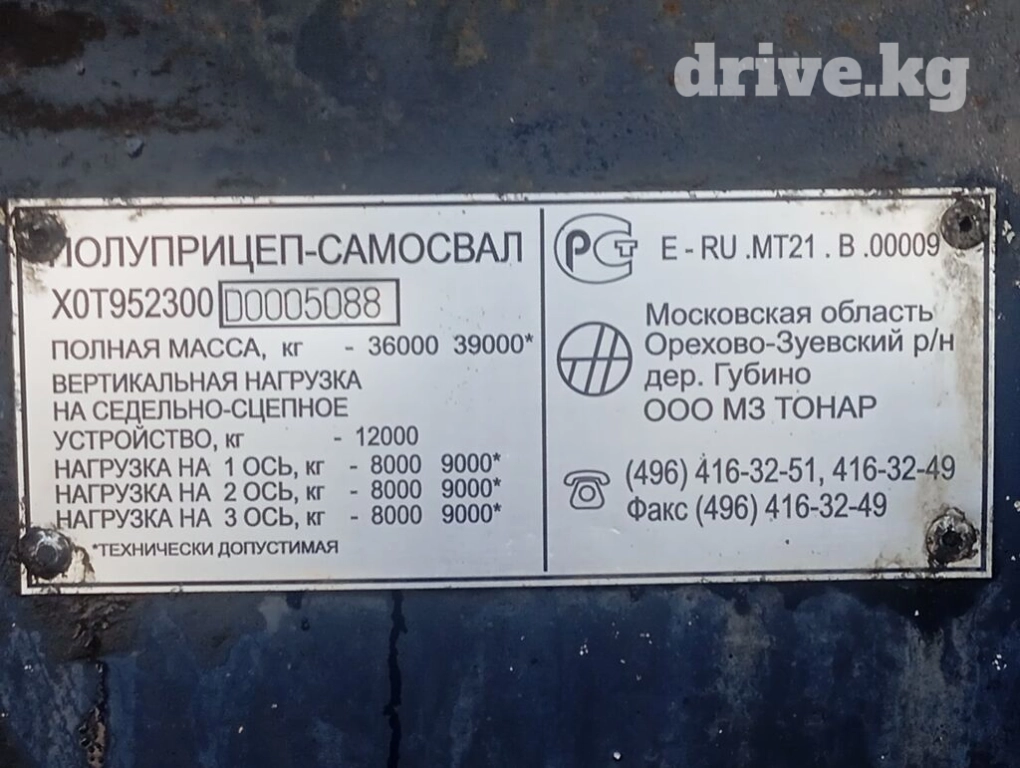 drive.kg
ПОЛУПРИЦЕП-САМОСВАЛ
X0T952300 D0005088
ПОЛНАЯ МАССА, кг - 36000 39000*
ВЕРТИКАЛЬНАЯ НАГРУЗКА
НА СЕДЕЛЬНО-СЦЕПНОЕ
УСТРОЙСТВО, кг - 12000
НАГРУЗКА НА 1 ОСЬ, кг - 8000 9000*
НАГРУЗКА НА 2 ОСЬ, кг - 8000 9000*
НАГРУЗКА НА 3 ОСЬ, кг - 8000 9000*
*ТЕХНИЧЕСКИ ДОПУСТИМАЯ
РСТ E - RU .MT21 . B .00009
Московская область
Орехово-Зуевский р/н
дер. Губино
ООО МЗ ТОНАР
(496) 416-32-51, 416-32-49
Факс (496) 416-32-49